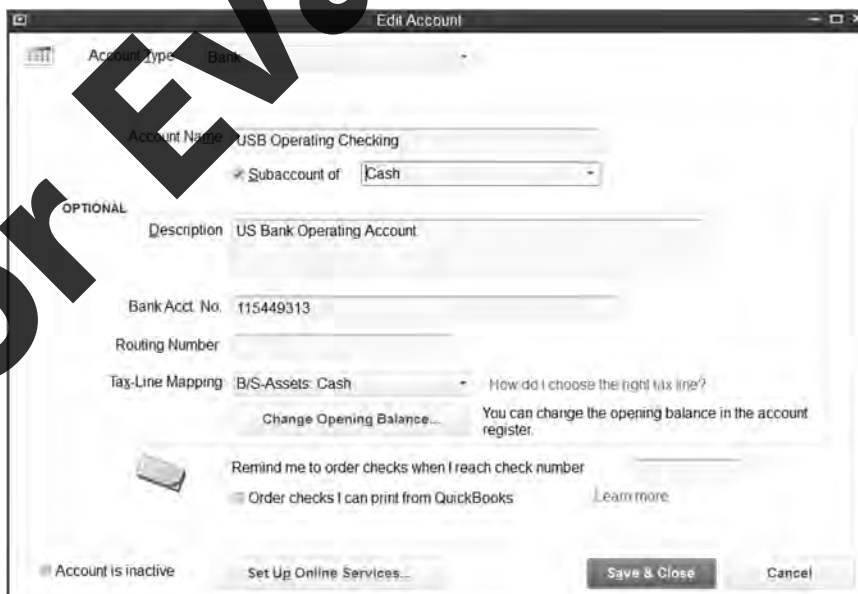 Edit Account
Account Type Bank
Account Name USB Operating Checking
Subaccount of Cash
OPTIONAL
Description US Bank Operating Account
Bank Acct. No. 115449313
Routing Number
Tax-Line Mapping B/S-Assets: Cash How do I choose the right tax line?
Change Opening Balance... You can change the opening balance in the account
register.
Remind me to order checks when I reach check number
Order checks I can print from QuickBooks Learn more
Account is inactive Set Up Online Services... Save & Close Cancel